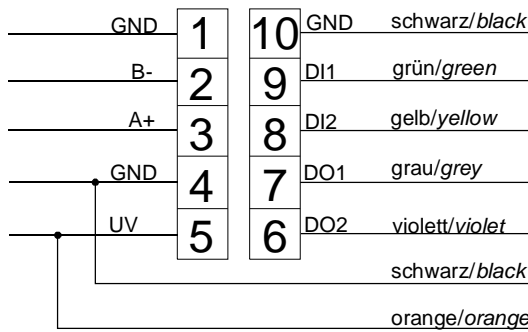 GND 1 10 GND schwarz/black
B- 2 9 DI1 grün/green
A+ 3 8 DI2 gelb/yellow
GND 4 7 DO1 grau/grey
UV 5 6 DO2 violett/violet
schwarz/black
orange/orange